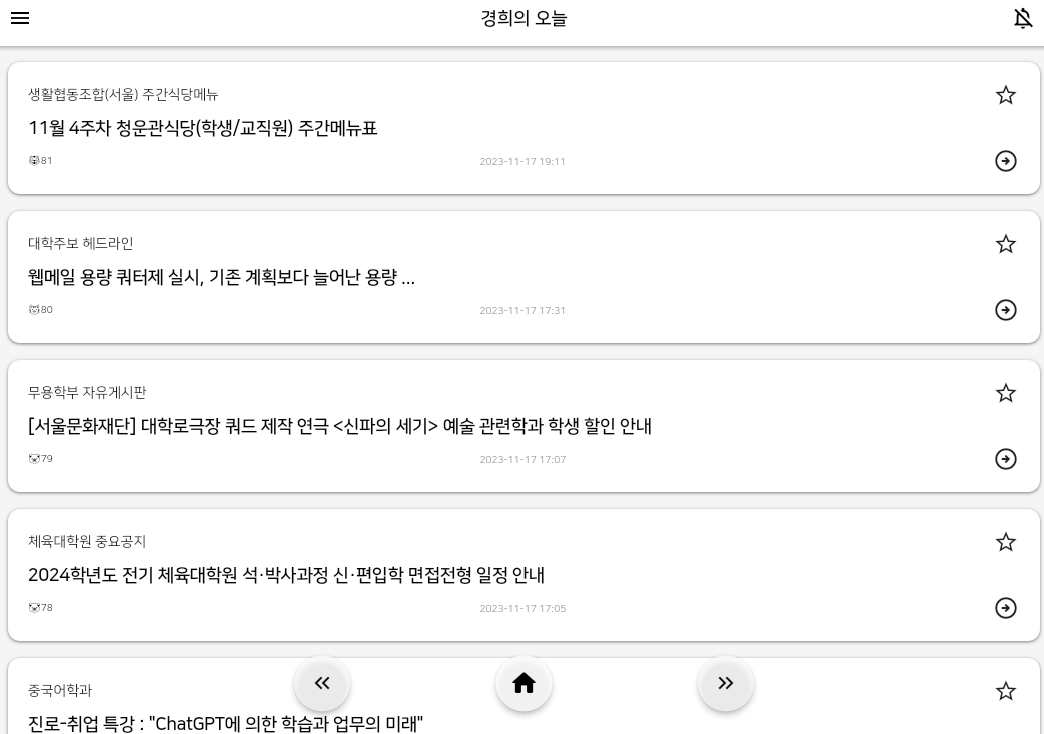 경희의 오늘
생활협동조합(서울) 주간식당메뉴
11월 4주차 청운관식당(학생/교직원) 주간메뉴표
81
2023-11-17 19:11
대학주보 헤드라인
웹메일 용량 쿼터제 실시, 기존 계획보다 늘어난 용량 ...
80
2023-11-17 17:31
무용학부 자유게시판
[서울문화재단] 대학로극장 쿼드 제작 연극 <신파의 세기> 예술 관련학과 학생 할인 안내
79
2023-11-17 17:07
체육대학원 중요공지
2024학년도 전기 체육대학원 석·박사과정 신·편입학 면접전형 일정 안내
78
2023-11-17 17:05
중국어학과
진로-취업 특강 : "ChatGPT에 의한 학습과 업무의 미래"